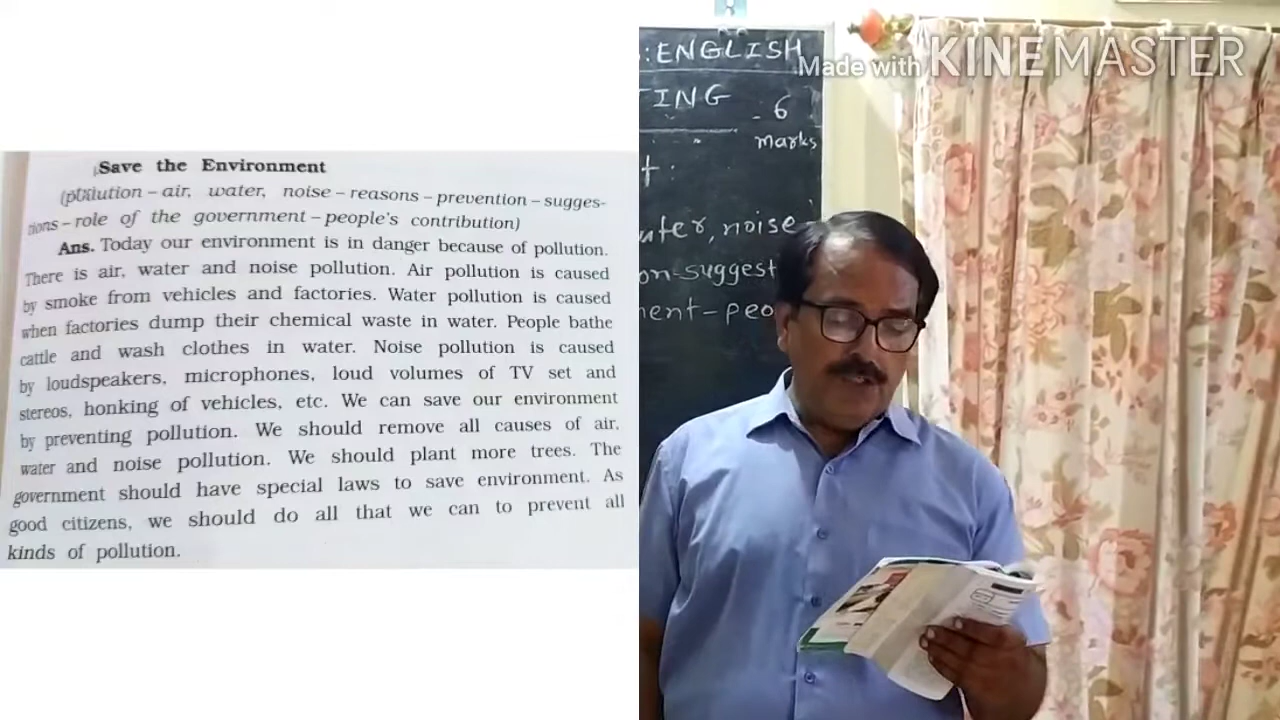 Save the Environment
(pollution – air, water, noise – reasons – prevention – sugges-
tions – role of the government – people's contribution)
Ans. Today our environment is in danger because of pollution.
There is air, water and noise pollution. Air pollution is caused
by smoke from vehicles and factories. Water pollution is caused
when factories dump their chemical waste in water. People bathe
cattle and wash clothes in water. Noise pollution is caused
by loudspeakers, microphones, loud volumes of TV set and
stereos, honking of vehicles, etc. We can save our environment
by preventing pollution. We should remove all causes of air,
water and noise pollution. We should plant more trees. The
government should have special laws to save environment. As
good citizens, we should do all that we can to prevent all
kinds of pollution.
: ENGLISH
TING - 6
marks
t :
ater, noise -
on-suggest
ment-peo
Made with KINEMASTER